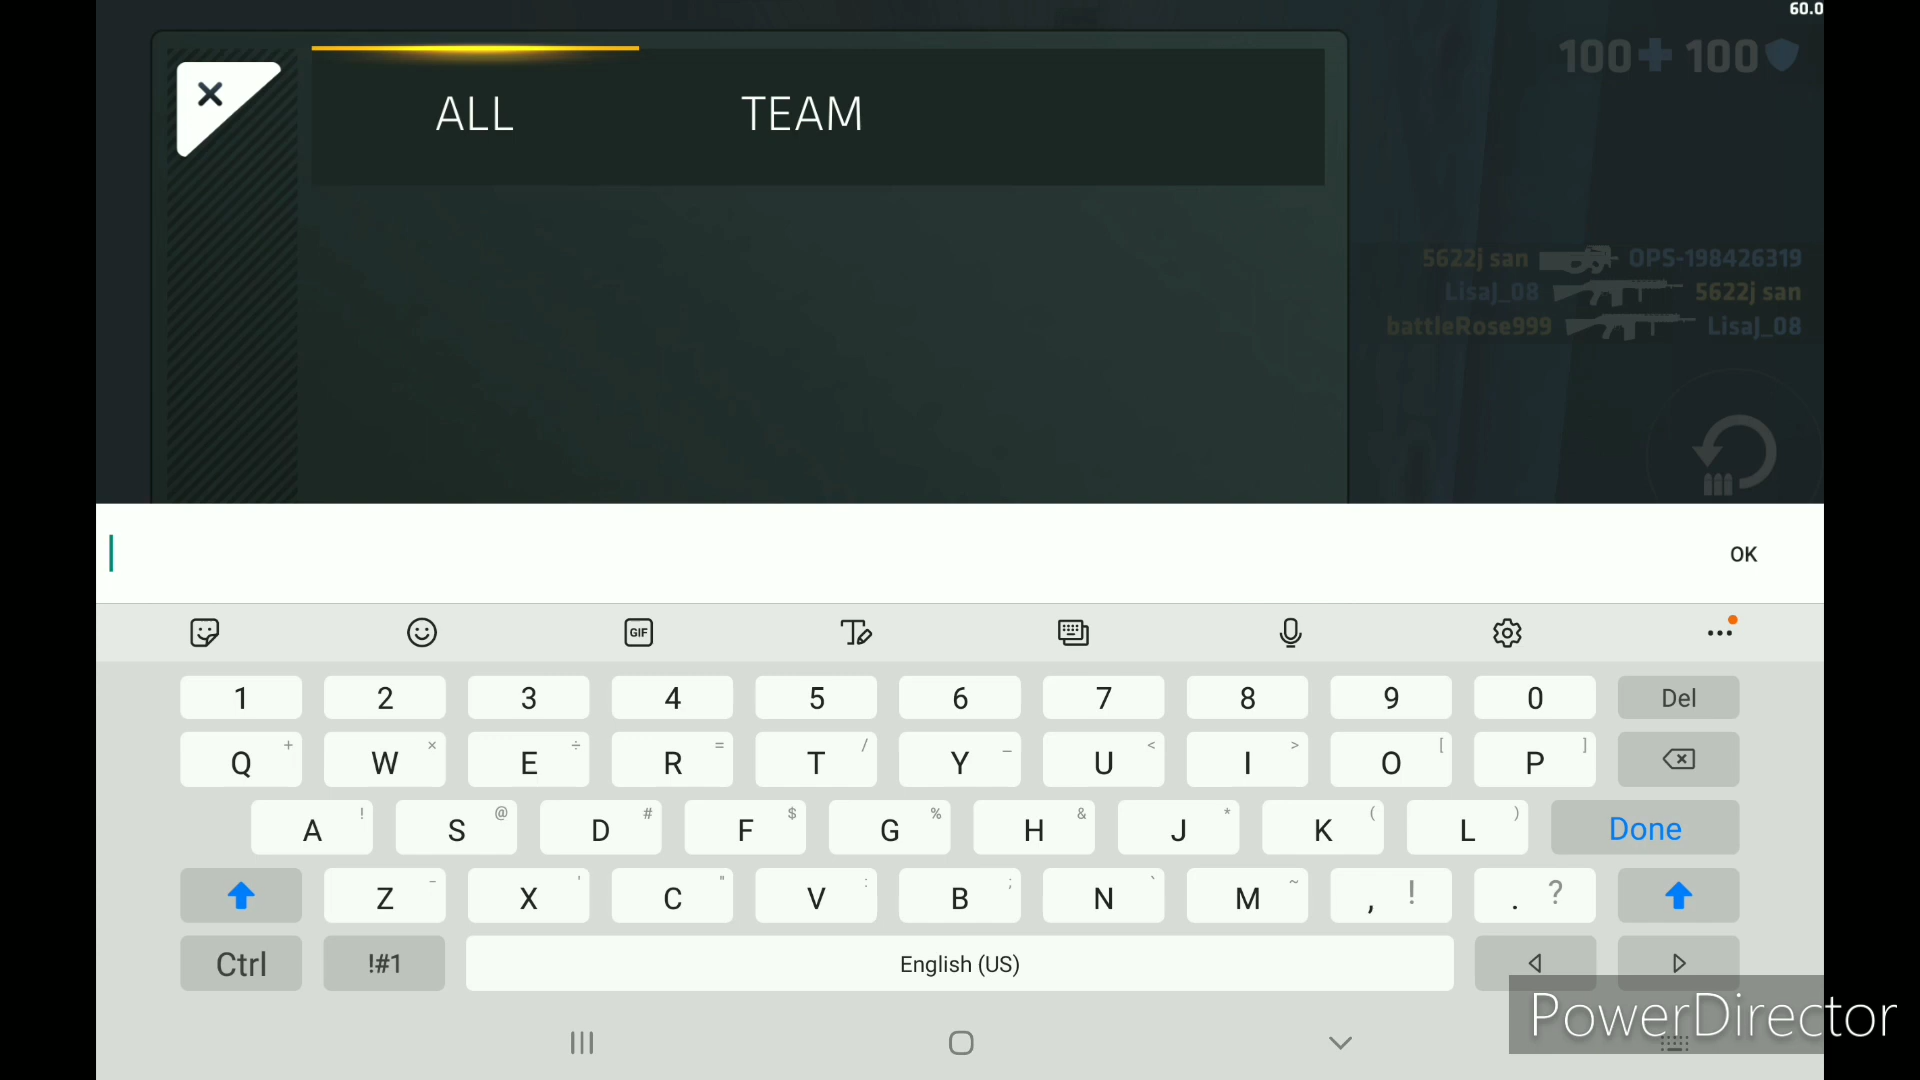 60.0
100 100
ALL TEAM
5622j san OPS-198426319
LisaJ_08 5622j san
battleRose999 LisaJ_08
OK
GIF
1 2 3 4 5 6 7 8 9 0 Del
Q + W × E ÷ R = T / Y _ U < I > O [ P ]
A ! S @ D # F $ G % H & J * K ( L ) Done
Z - X ' C " V : B ; N ` M ~ , ! . ?
Ctrl !#1 English (US)
PowerDirector